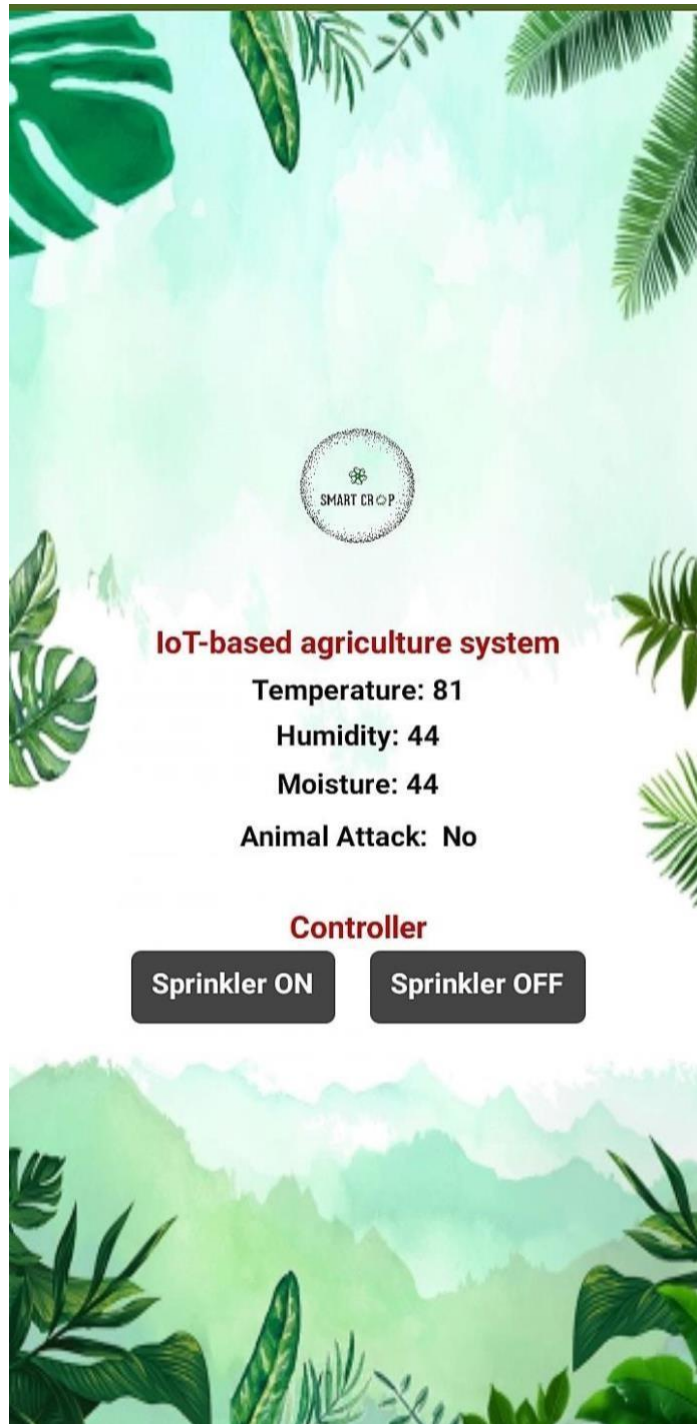 SMART CROP
IoT-based agriculture system
Temperature: 81
Humidity: 44
Moisture: 44
Animal Attack: No
Controller
Sprinkler ON Sprinkler OFF